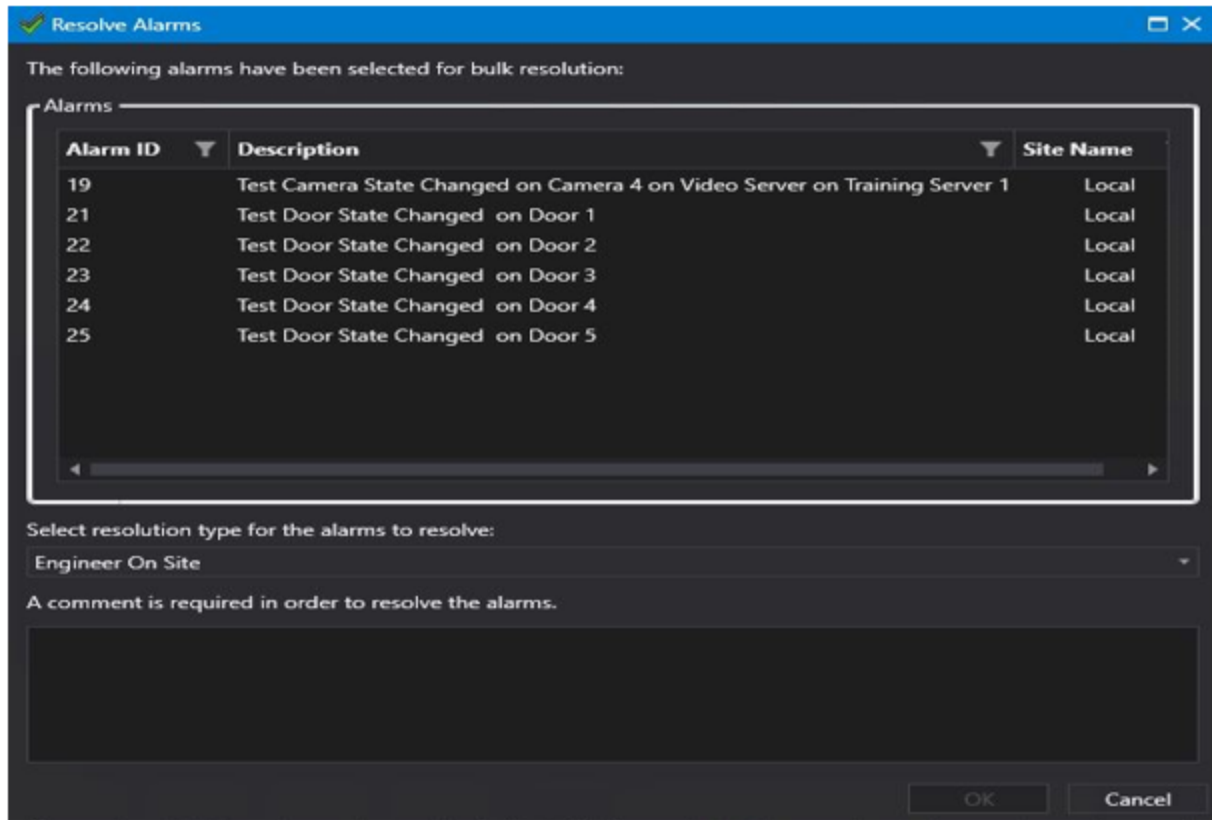 Resolve Alarms
The following alarms have been selected for bulk resolution:
Alarms
Alarm ID Description Site Name
19 Test Camera State Changed on Camera 4 on Video Server on Training Server 1 Local
21 Test Door State Changed  on Door 1 Local
22 Test Door State Changed  on Door 2 Local
23 Test Door State Changed  on Door 3 Local
24 Test Door State Changed  on Door 4 Local
25 Test Door State Changed  on Door 5 Local
Select resolution type for the alarms to resolve:
Engineer On Site
A comment is required in order to resolve the alarms.
OK Cancel